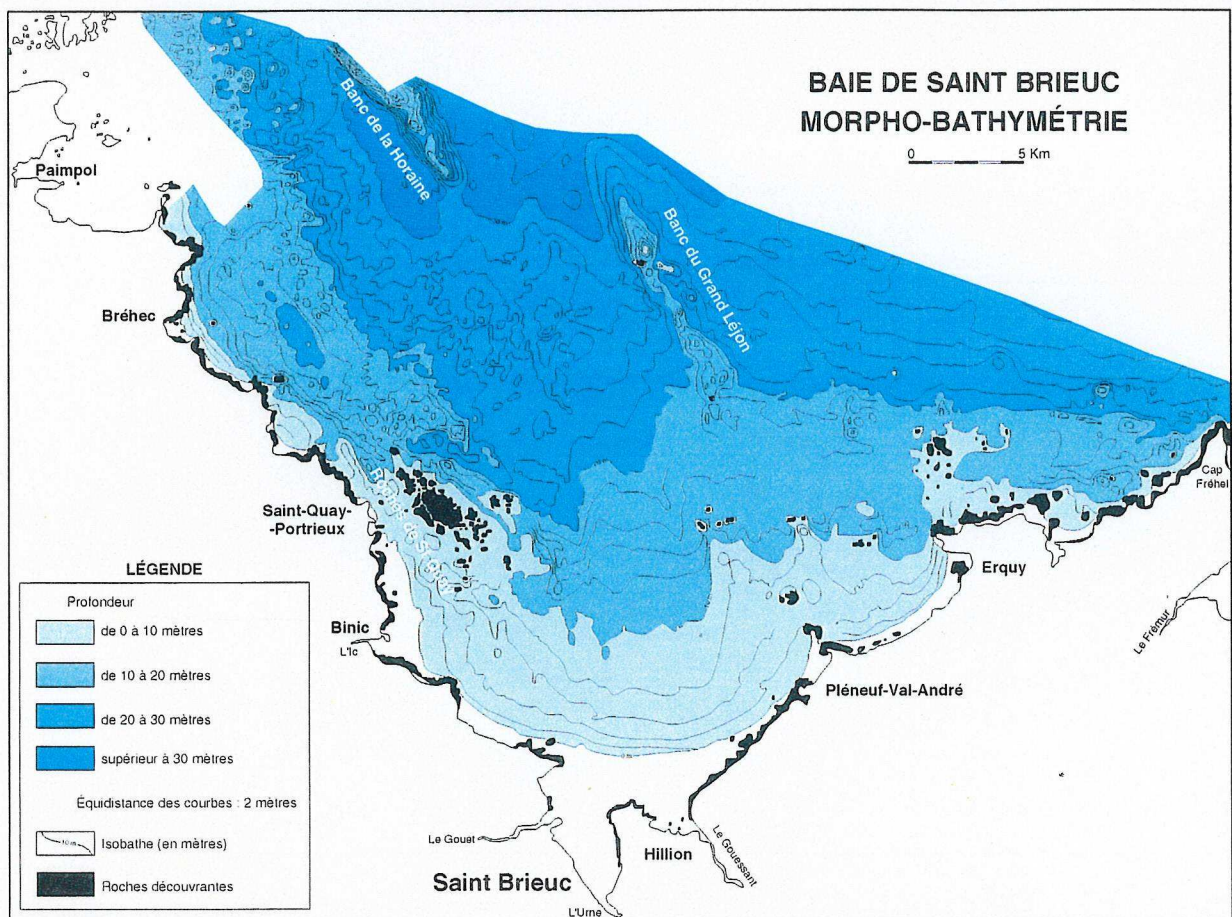 BAIE DE SAINT BRIEUC
MORPHO-BATHYMÉTRIE
0 5 Km
Banc de la Horaine
Paimpol
Banc du Grand Léjon
Bréhec
Cap
Fréhel
Saint-Quay-
-Portrieux
Erquy
Le Frémur
Binic
L'Ic
Pléneuf-Val-André
Le Gouet
Hillion
Le Gouessant
Saint Brieuc
L'Urne
LÉGENDE
Profondeur
de 0 à 10 mètres
de 10 à 20 mètres
de 20 à 30 mètres
supérieur à 30 mètres
Équidistance des courbes : 2 mètres
10 m
Isobathe (en mètres)
Roches découvrantes